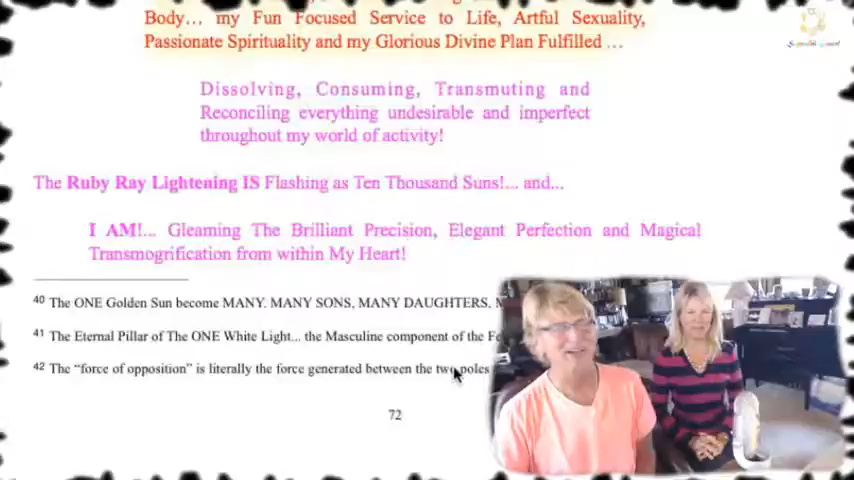 Body… my Fun Focused Service to Life, Artful Sexuality,
Passionate Spirituality and my Glorious Divine Plan Fulfilled …
Dissolving, Consuming, Transmuting and
Reconciling everything undesirable and imperfect
throughout my world of activity!
The Ruby Ray Lightening IS Flashing as Ten Thousand Suns!... and...
I AM!... Gleaming The Brilliant Precision, Elegant Perfection and Magical
Transmogrification from within My Heart!
40 The ONE Golden Sun become MANY. MANY SONS, MANY DAUGHTERS,
41 The Eternal Pillar of The ONE White Light... the Masculine component of the
42 The “force of opposition” is literally the force generated between the two poles
72